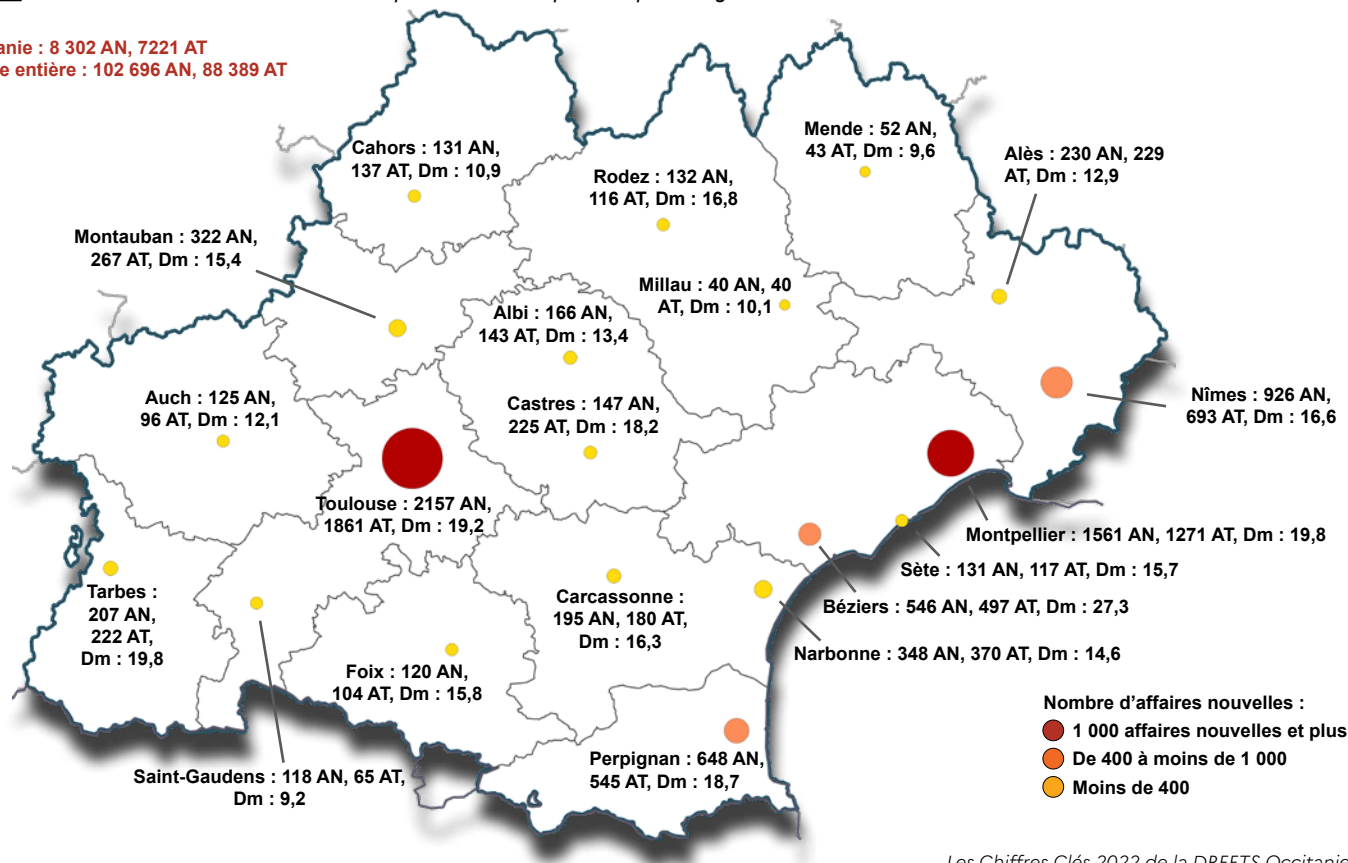 anie : 8 302 AN, 7221 AT
e entière : 102 696 AN, 88 389 AT
Cahors : 131 AN,
137 AT, Dm : 10,9
Rodez : 132 AN,
116 AT, Dm : 16,8
Mende : 52 AN,
43 AT, Dm : 9,6
Alès : 230 AN, 229
AT, Dm : 12,9
Montauban : 322 AN,
267 AT, Dm : 15,4
Millau : 40 AN, 40
AT, Dm : 10,1
Albi : 166 AN,
143 AT, Dm : 13,4
Auch : 125 AN,
96 AT, Dm : 12,1
Castres : 147 AN,
225 AT, Dm : 18,2
Nîmes : 926 AN,
693 AT, Dm : 16,6
Toulouse : 2157 AN,
1861 AT, Dm : 19,2
Montpellier : 1561 AN, 1271 AT, Dm : 19,8
Sète : 131 AN, 117 AT, Dm : 15,7
Béziers : 546 AN, 497 AT, Dm : 27,3
Narbonne : 348 AN, 370 AT, Dm : 14,6
Tarbes :
207 AN,
222 AT,
Dm : 19,8
Carcassonne :
195 AN, 180 AT,
Dm : 16,3
Foix : 120 AN,
104 AT, Dm : 15,8
Saint-Gaudens : 118 AN, 65 AT,
Dm : 9,2
Perpignan : 648 AN,
545 AT, Dm : 18,7
Nombre d'affaires nouvelles :
1 000 affaires nouvelles et plus
De 400 à moins de 1 000
Moins de 400
Les Chiffres Clés 2022 de la DREETS Occitanie